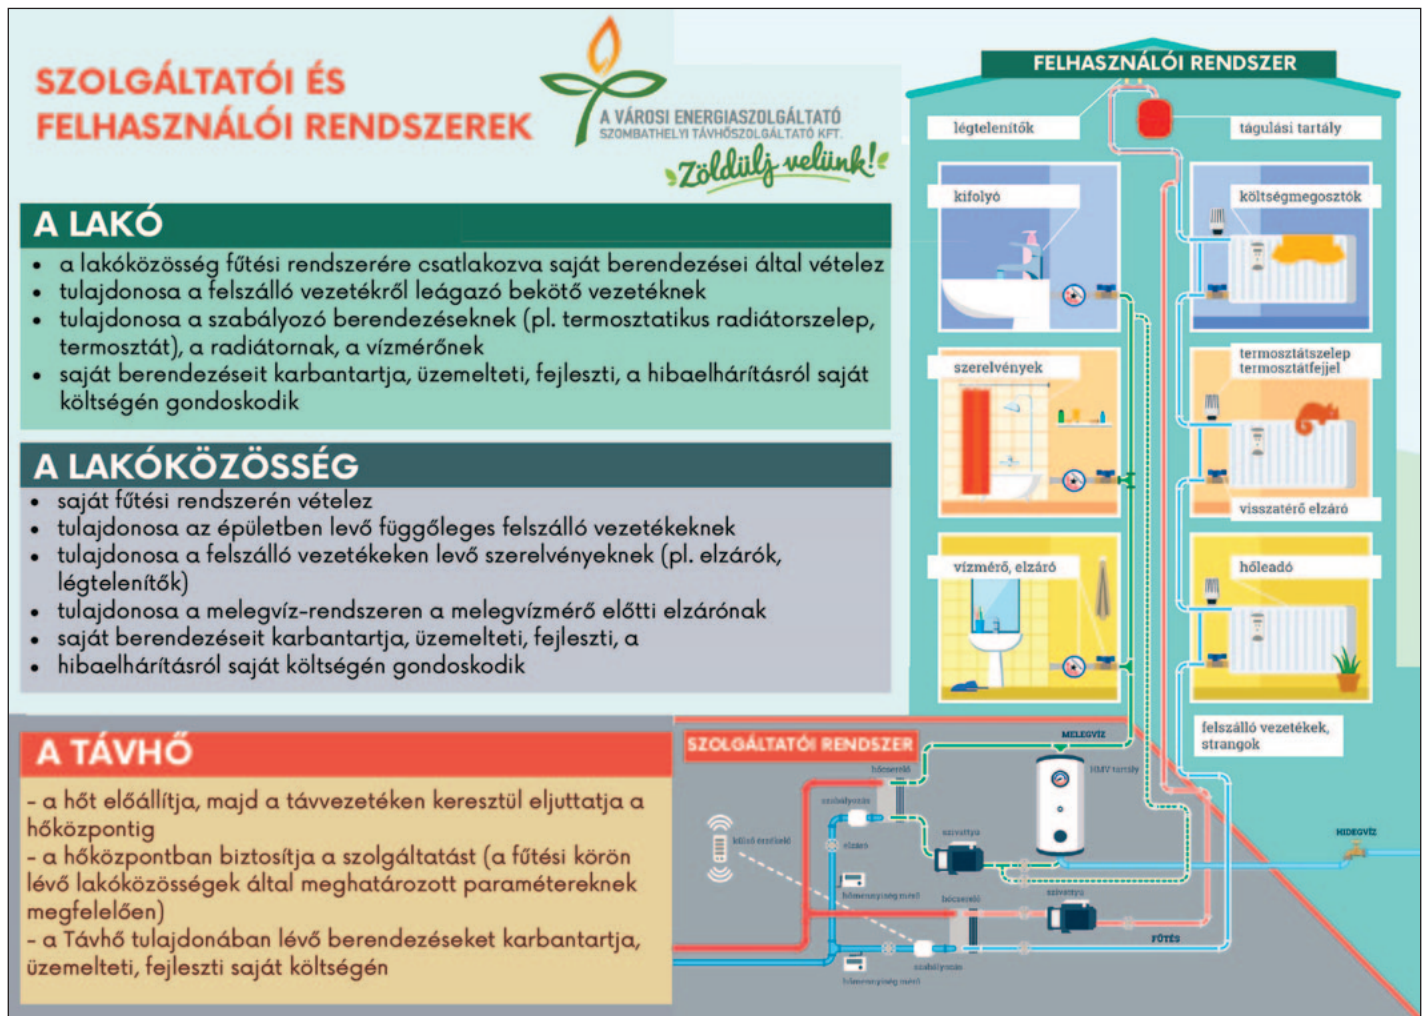 SZOLGÁLTATÓI ÉS
FELHASZNÁLÓI RENDSZEREK
A VÁROSI ENERGIASZOLGÁLTATÓ
SZOMBATHELYI TÁVHŐSZOLGÁLTATÓ KFT.
Zöldülj velünk!
A LAKÓ
• a lakóközösség fűtési rendszerére csatlakozva saját berendezései által vételez
• tulajdonosa a felszálló vezetékről leágazó bekötő vezetéknek
• tulajdonosa a szabályozó berendezéseknek (pl. termosztatikus radiátorszelep,
termosztát), a radiátornak, a vízmérőnek
• saját berendezéseit karbantartja, üzemelteti, fejleszti, a hibaelhárításról saját
költségén gondoskodik
A LAKÓKÖZÖSSÉG
• saját fűtési rendszerén vételez
• tulajdonosa az épületben levő függőleges felszálló vezetékeknek
• tulajdonosa a felszálló vezetékeken levő szerelvényeknek (pl. elzárók,
légtelenítők)
• tulajdonosa a melegvíz-rendszeren a melegvízmérő előtti elzárónak
• saját berendezéseit karbantartja, üzemelteti, fejleszti, a
• hibaelhárításról saját költségén gondoskodik
A TÁVHŐ
- a hőt előállítja, majd a távvezetéken keresztül eljuttatja a
hőközpontig
- a hőközpontban biztosítja a szolgáltatást (a fűtési körön
lévő lakóközösségek által meghatározott paramétereknek
megfelelően)
- a Távhő tulajdonában lévő berendezéseket karbantartja,
üzemelteti, fejleszti saját költségén
FELHASZNÁLÓI RENDSZER
légtelenítők
tágulási tartály
kifolyó
költségmegosztók
szerelvények
termosztátszelep
termosztátfejjel
visszatérő elzáró
vízmérő, elzáró
hőleadó
felszálló vezetékek,
strangok
SZOLGÁLTATÓI RENDSZER
MELEGVÍZ
hőcserélő
HMV tartály
szabályozás
külső érzékelő
elzáró
szivattyú
HIDEGVÍZ
hőmennyiség mérő
hőcserélő
szivattyú
FŰTÉS
szabályozás
hőmennyiség mérő